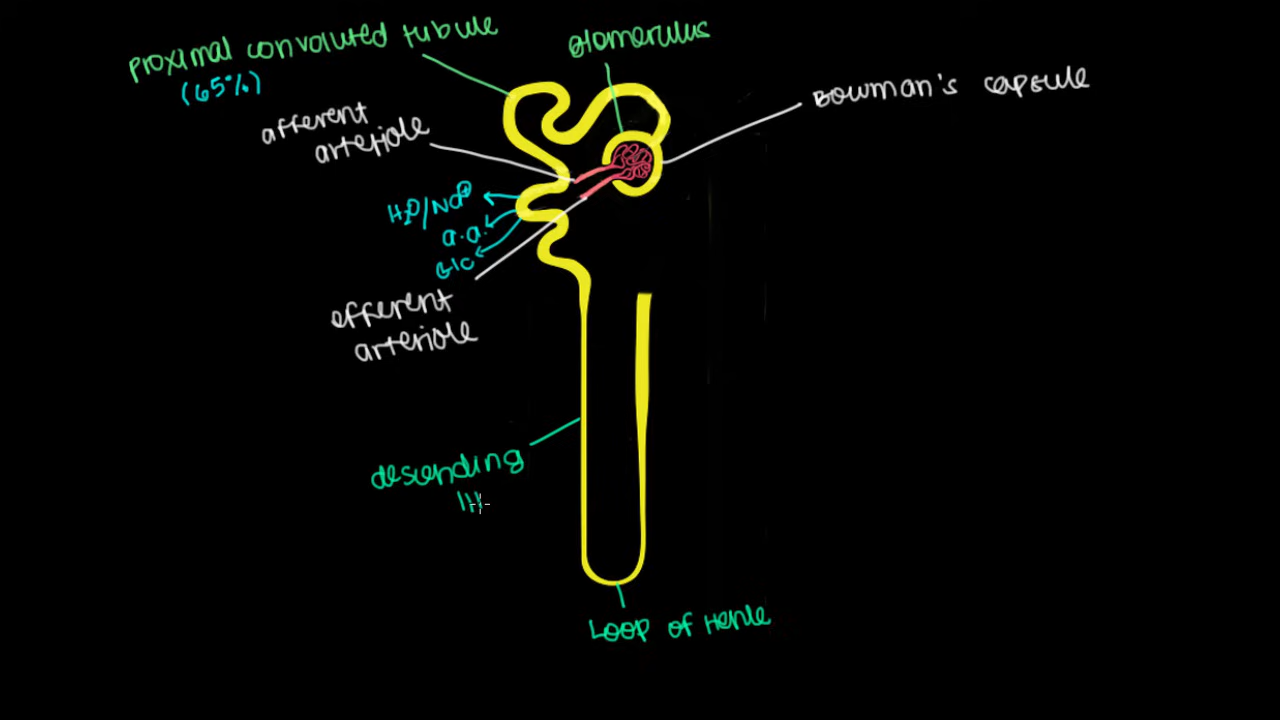 proximal convoluted tubule
(65%)
glomerulus
Bowman's capsule
afferent
arteriole
H2O/Na+
a.a.
Glc
efferent
arteriole
descending
Loop of Henle